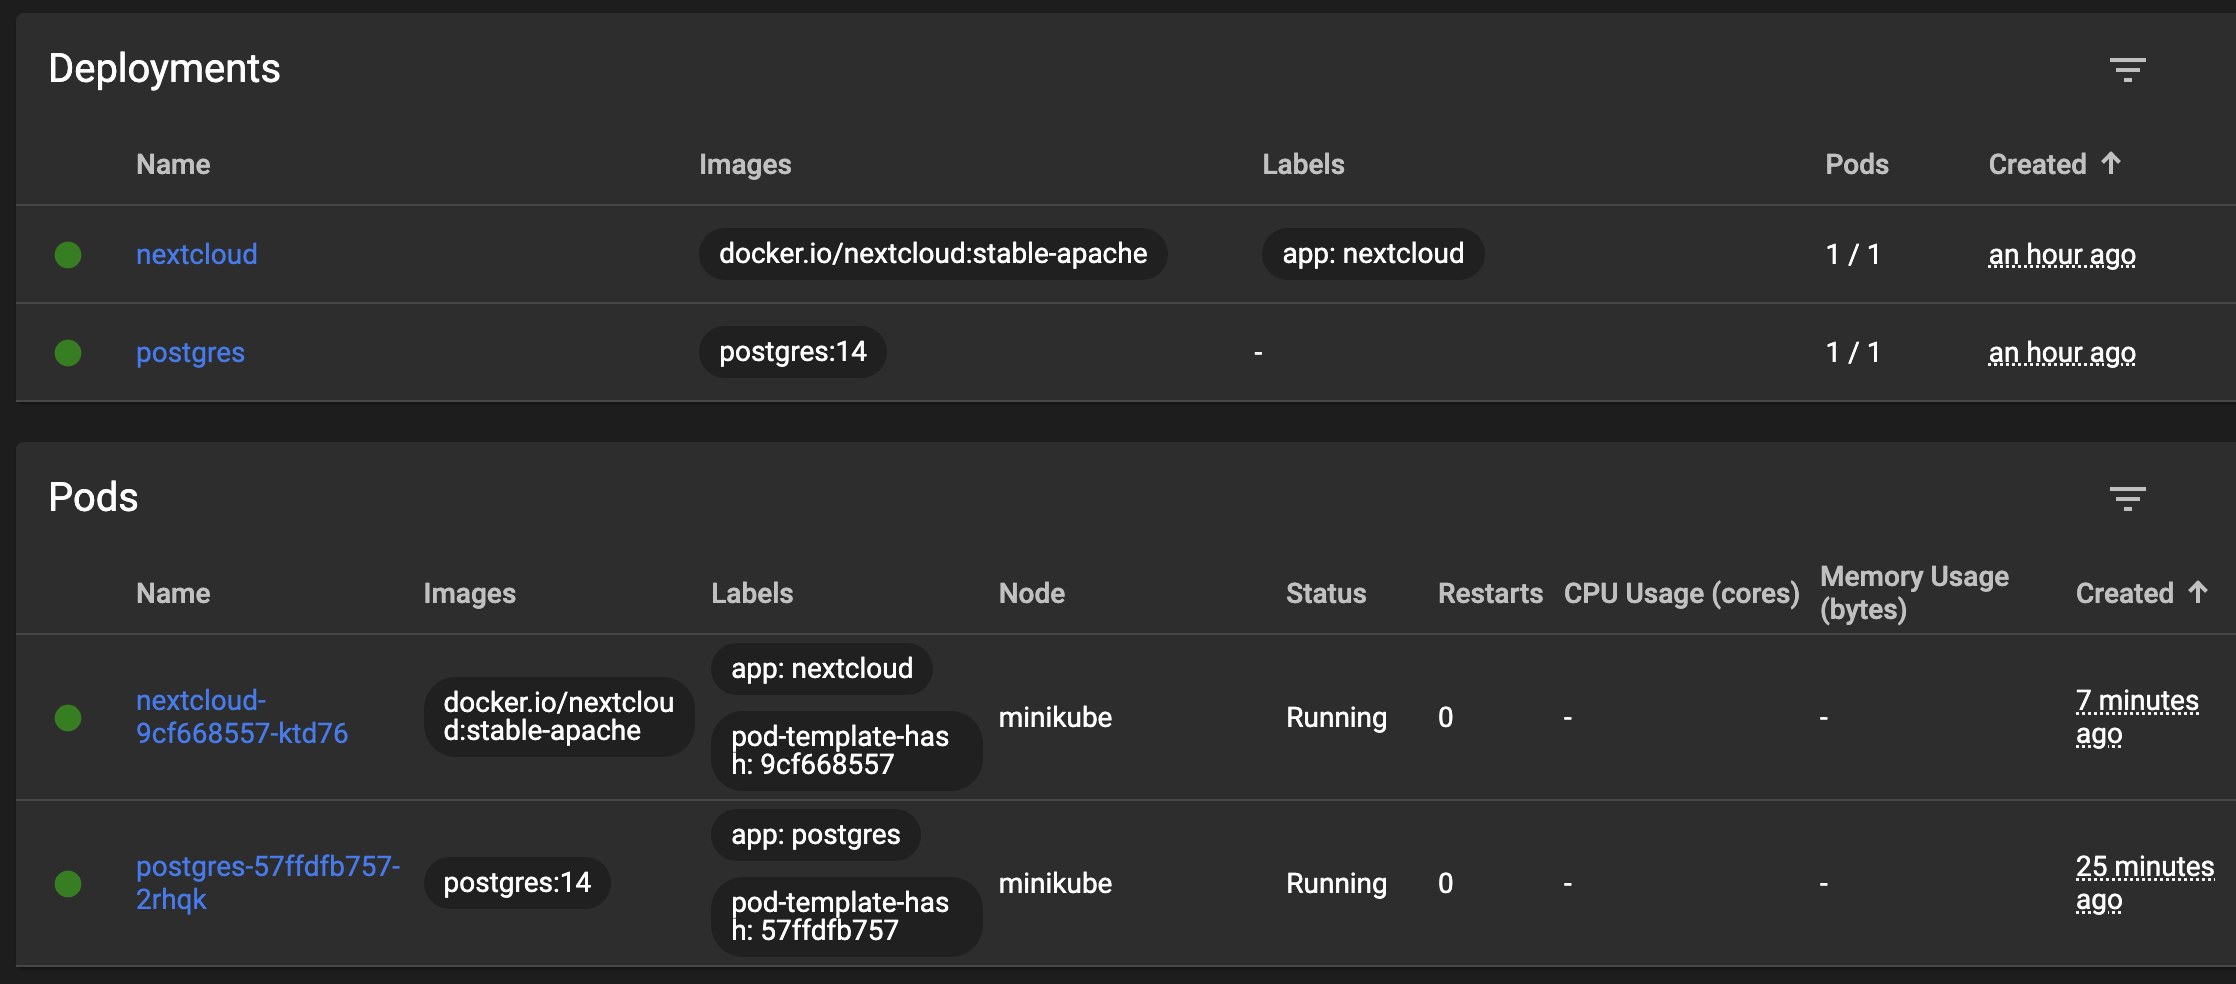 Deployments
Name Images Labels Pods Created ↑
nextcloud docker.io/nextcloud:stable-apache app: nextcloud 1 / 1 an hour ago
postgres postgres:14 - 1 / 1 an hour ago
Pods
Name Images Labels Node Status Restarts CPU Usage (cores) Memory Usage
(bytes) Created ↑
nextcloud-
9cf668557-ktd76
docker.io/nextclou
d:stable-apache
app: nextcloud
pod-template-has
h: 9cf668557
minikube Running 0 - - 7 minutes
ago
postgres-57ffdfb757-
2rhqk
postgres:14
app: postgres
pod-template-has
h: 57ffdfb757
minikube Running 0 - - 25 minutes
ago